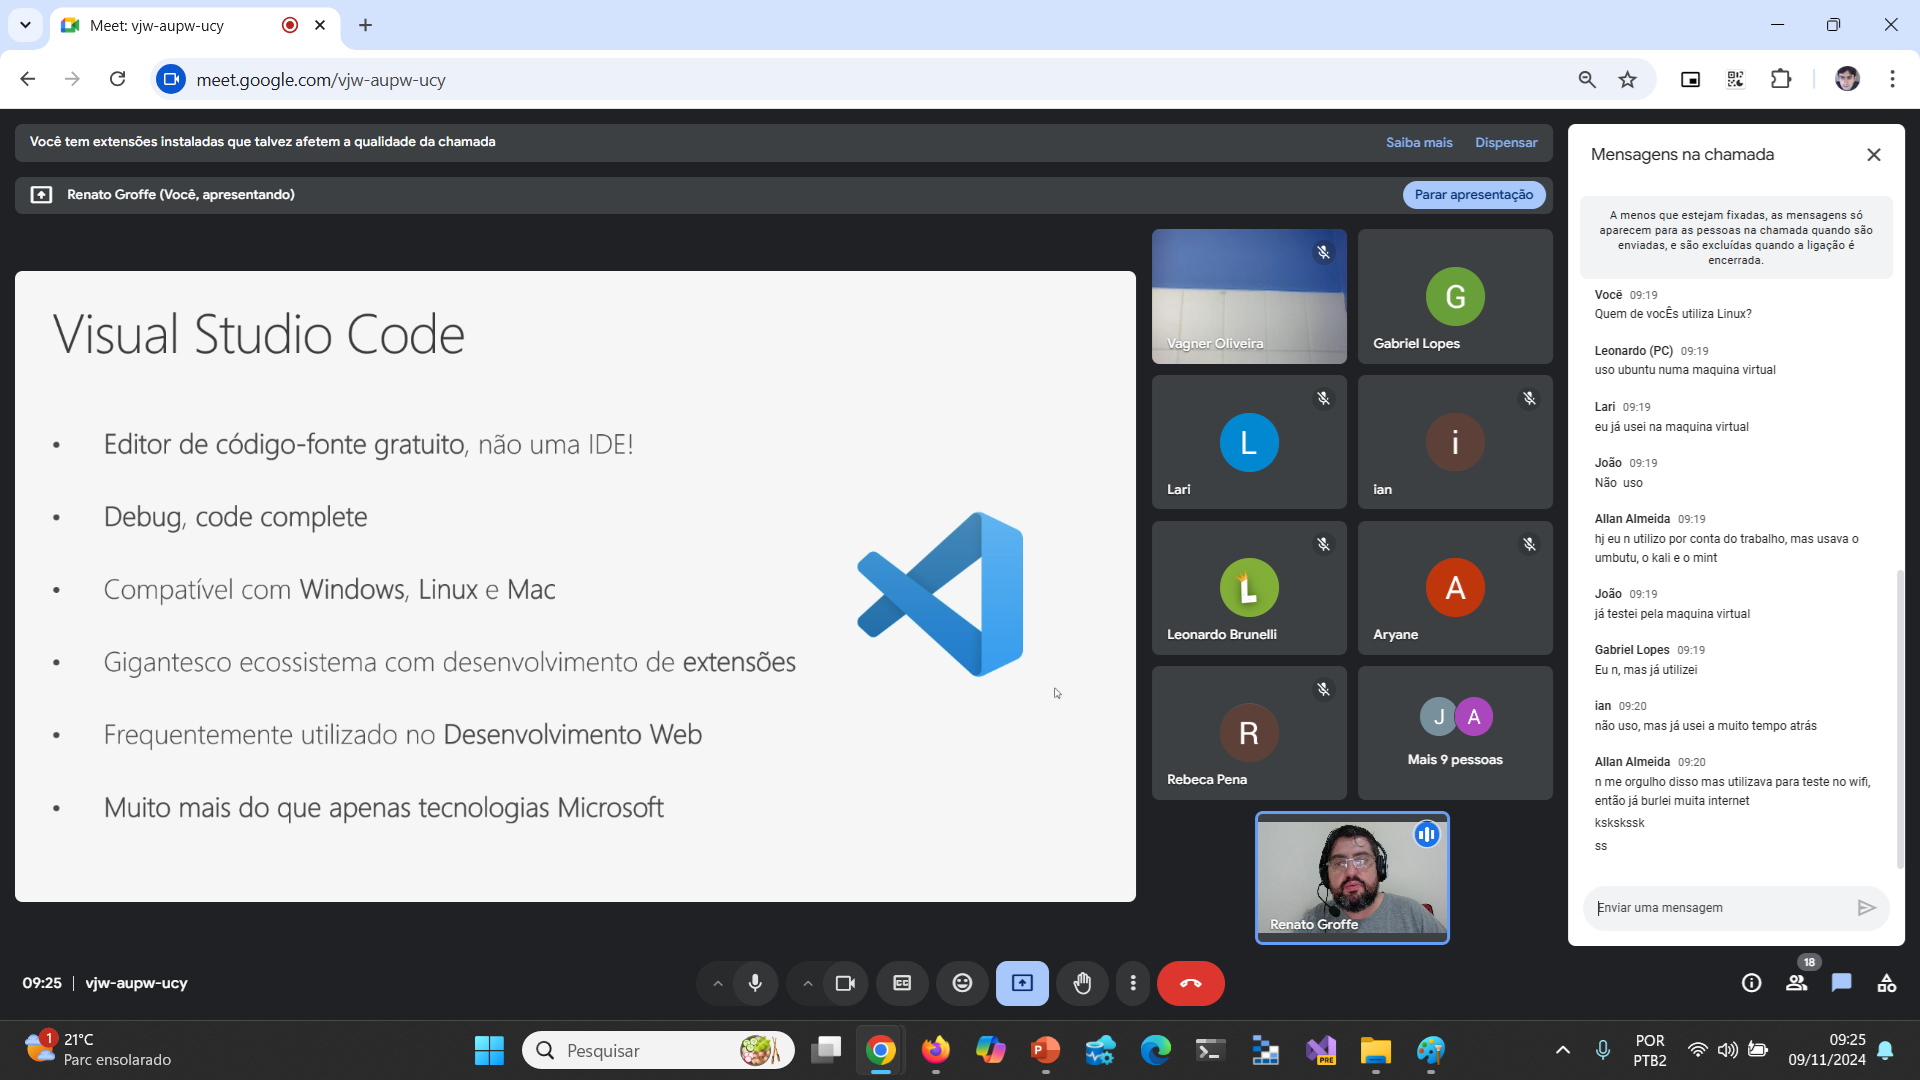 Meet: vjw-aupw-ucy
meet.google.com/vjw-aupw-ucy
Você tem extensões instaladas que talvez afetem a qualidade da chamada
Saiba mais
Dispensar
Renato Groffe (Você, apresentando)
Parar apresentação
Visual Studio Code
• Editor de código-fonte gratuito, não uma IDE!
• Debug, code complete
• Compatível com Windows, Linux e Mac
• Gigantesco ecossistema com desenvolvimento de extensões
• Frequentemente utilizado no Desenvolvimento Web
• Muito mais do que apenas tecnologias Microsoft
Vagner Oliveira
G
Gabriel Lopes
L
Lari
i
ian
L
Leonardo Brunelli
A
Aryane
R
Rebeca Pena
J A
Mais 9 pessoas
Renato Groffe
Mensagens na chamada
A menos que estejam fixadas, as mensagens só
aparecem para as pessoas na chamada quando são
enviadas, e são excluídas quando a ligação é
encerrada.
Você 09:19
Quem de vocÊs utiliza Linux?
Leonardo (PC) 09:19
uso ubuntu numa maquina virtual
Lari 09:19
eu já usei na maquina virtual
João 09:19
Não uso
Allan Almeida 09:19
hj eu n utilizo por conta do trabalho, mas usava o
umbutu, o kali e o mint
João 09:19
já testei pela maquina virtual
Gabriel Lopes 09:19
Eu n, mas já utilizei
ian 09:20
não uso, mas já usei a muito tempo atrás
Allan Almeida 09:20
n me orgulho disso mas utilizava para teste no wifi,
então já burlei muita internet
kskskssk
ss
Enviar uma mensagem
09:25 | vjw-aupw-ucy
CC
18
1
21°C
Parc ensolarado
Pesquisar
P
PRE
POR
PTB2
09:25
09/11/2024